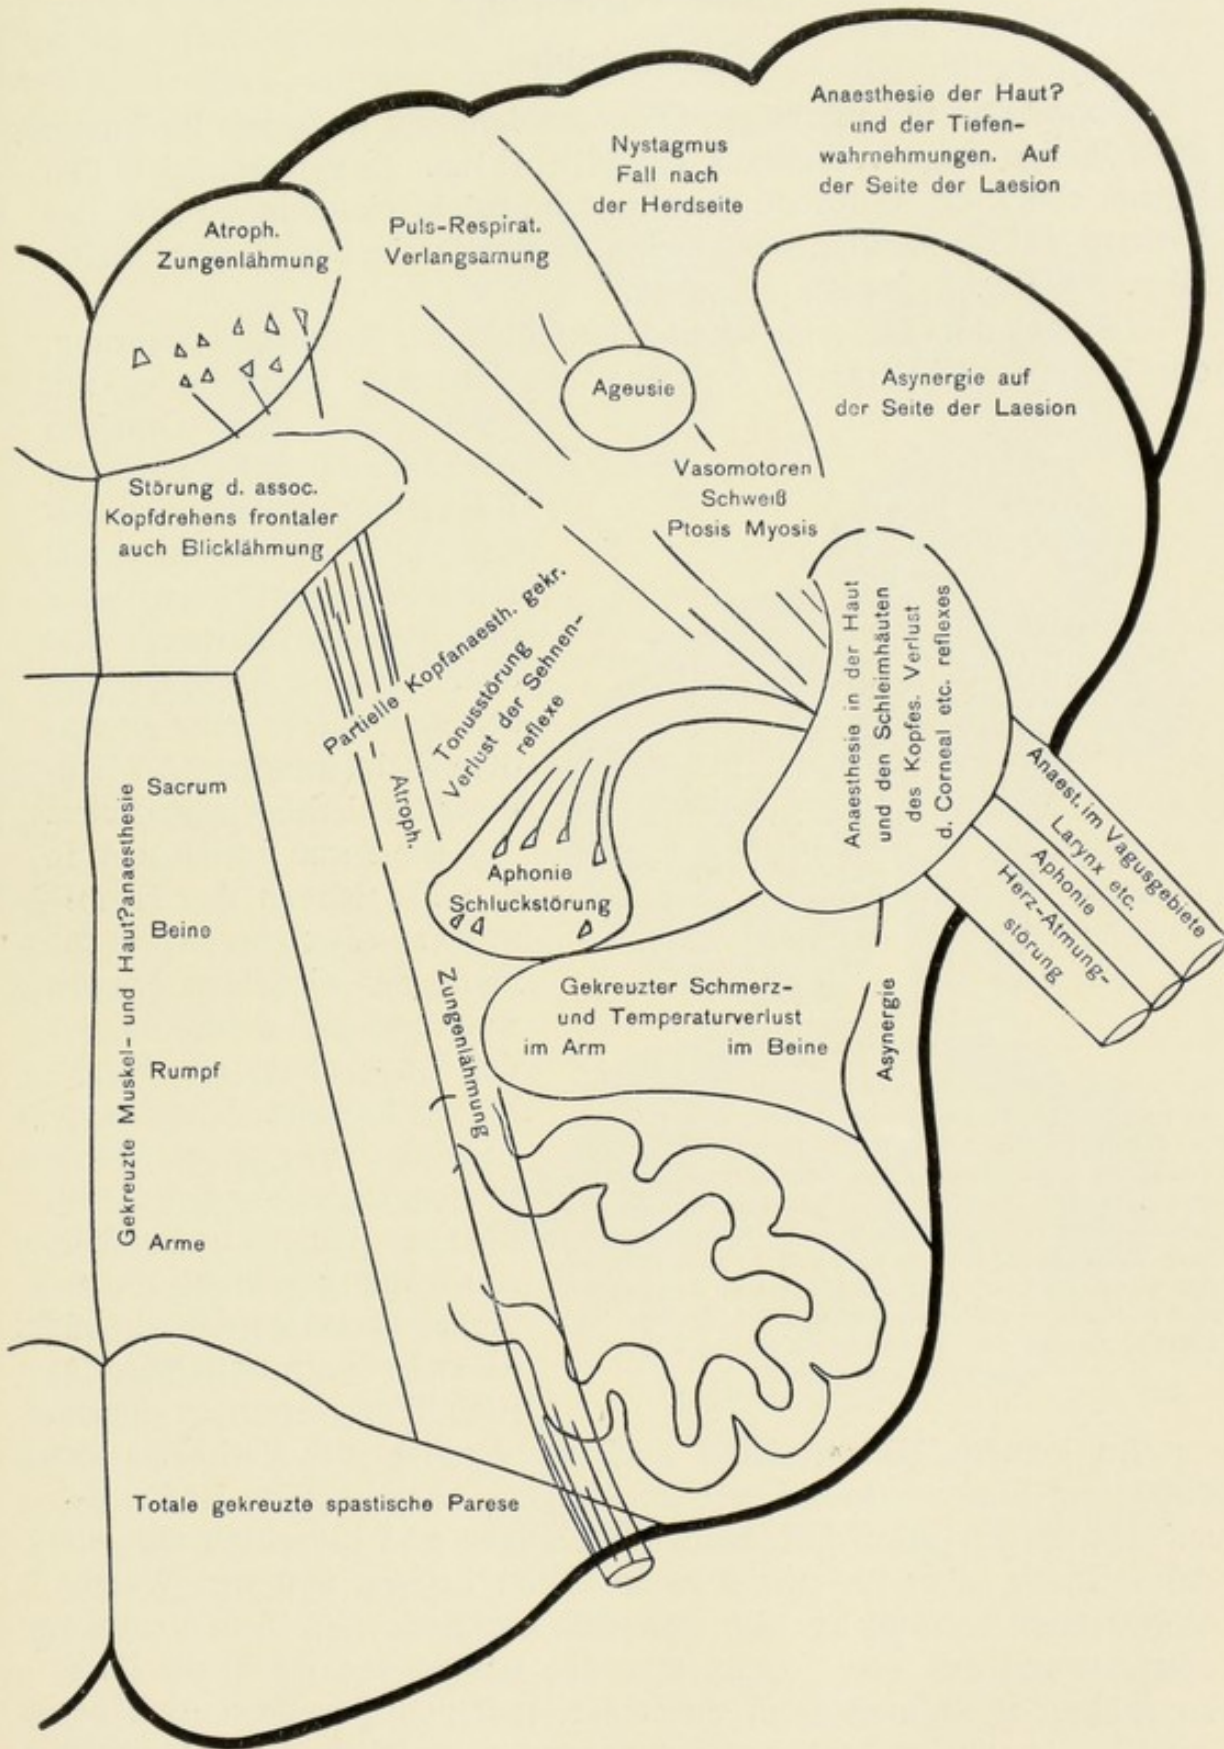 Anaesthesie der Haut?
und der Tiefen-
wahrnehmungen. Auf
der Seite der Laesion
Nystagmus
Fall nach
der Herdseite
Atroph.
Zungenlähmung
Puls-Respirat.
Verlangsamung
Ageusie
Asynergie auf
der Seite der Laesion
Störung d. assoc.
Kopfdrehens frontaler
auch Blicklähmung
Vasomotoren
Schweiß
Ptosis Myosis
Partielle Kopfanaesth. gekr.
Tonusstörung
Verlust der Sehnen-
reflexe
Anaesthesie in der Haut
und den Schleimhäuten
des Kopfes. Verlust
d. Corneal etc. reflexes
Anaest. im Vagusgebiete
Larynx etc.
Aphonie
Herz-Atmung-
störung
Atroph.
Zungenlähmung
Aphonie
Schluckstörung
Gekreuzte Muskel- und Haut?anaesthesie
Sacrum
Beine
Rumpf
Arme
Gekreuzter Schmerz-
und Temperaturverlust
im Arm im Beine
Asynergie
Totale gekreuzte spastische Parese